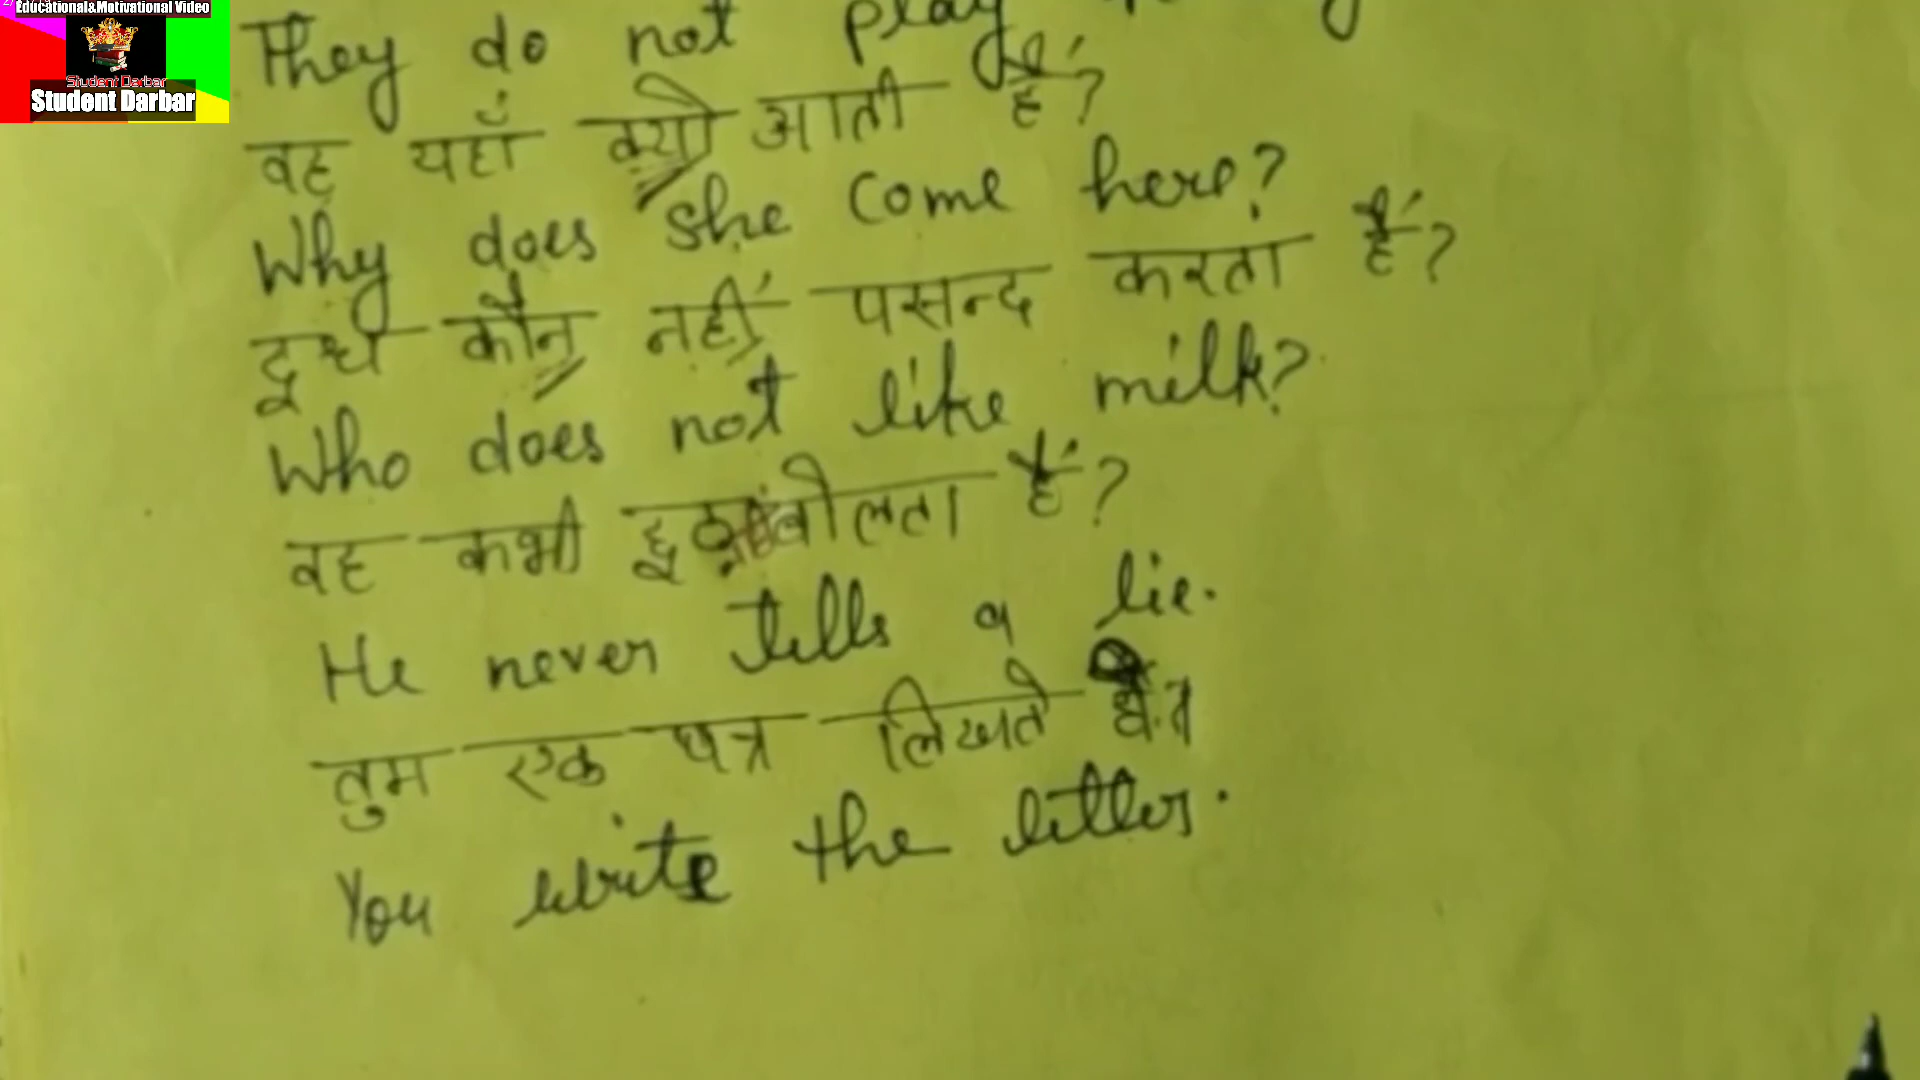 Educational&Motivational Video
Student Darbar
Student Darbar
They do not play
वह यहाँ क्यों आती है?
Why does she come here?
दूध कौन नहीं पसन्द करता है?
Who does not like milk?
वह कभी झूठ बोलता है?
He never tells a lie.
तुम एक पत्र लिखते
You write the letter.